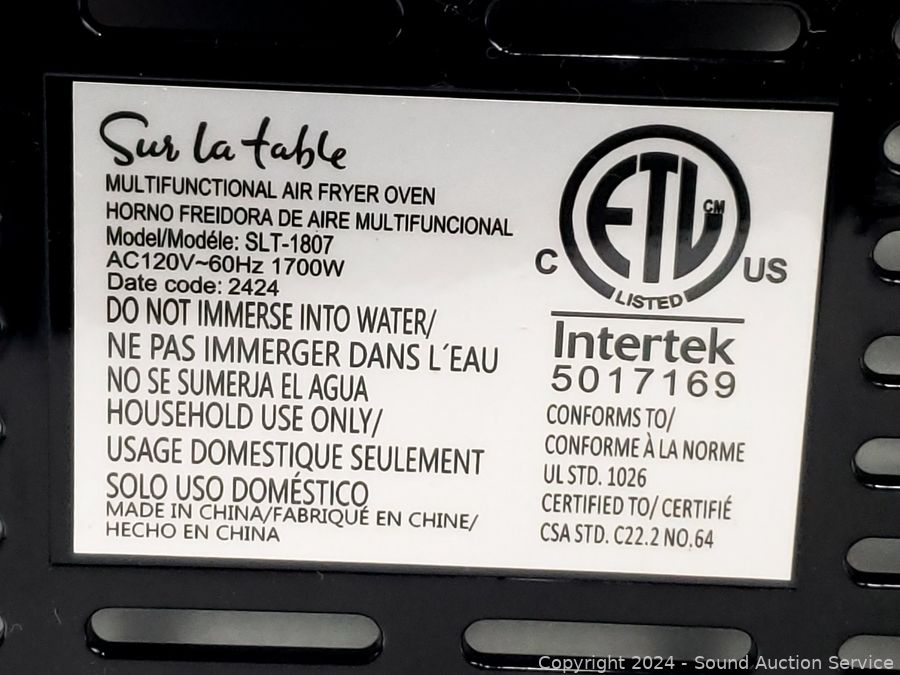 Sur la table
MULTIFUNCTIONAL AIR FRYER OVEN
HORNO FREIDORA DE AIRE MULTIFUNCIONAL
Model/Modéle: SLT-1807
AC120V~60Hz 1700W
Date code: 2424
DO NOT IMMERSE INTO WATER/
NE PAS IMMERGER DANS L´EAU
NO SE SUMERJA EL AGUA
HOUSEHOLD USE ONLY/
USAGE DOMESTIQUE SEULEMENT
SOLO USO DOMÉSTICO
MADE IN CHINA/FABRIQUÉ EN CHINE/
HECHO EN CHINA
ETL CM
C US
LISTED
Intertek
5017169
CONFORMS TO/
CONFORME À LA NORME
UL STD. 1026
CERTIFIED TO/ CERTIFIÉ
CSA STD. C22.2 NO.64
Copyright 2024 - Sound Auction Service